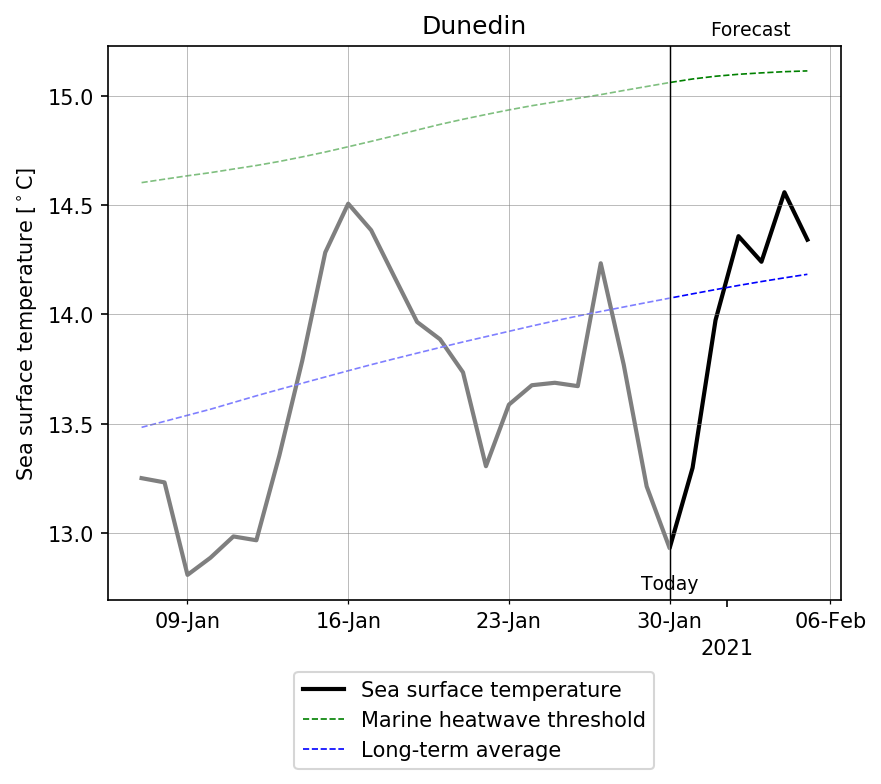 Dunedin
Forecast
Sea surface temperature [°C]
15.0
14.5
14.0
13.5
13.0
Today
09-Jan 16-Jan 23-Jan 30-Jan 06-Feb
2021
Sea surface temperature
Marine heatwave threshold
Long-term average